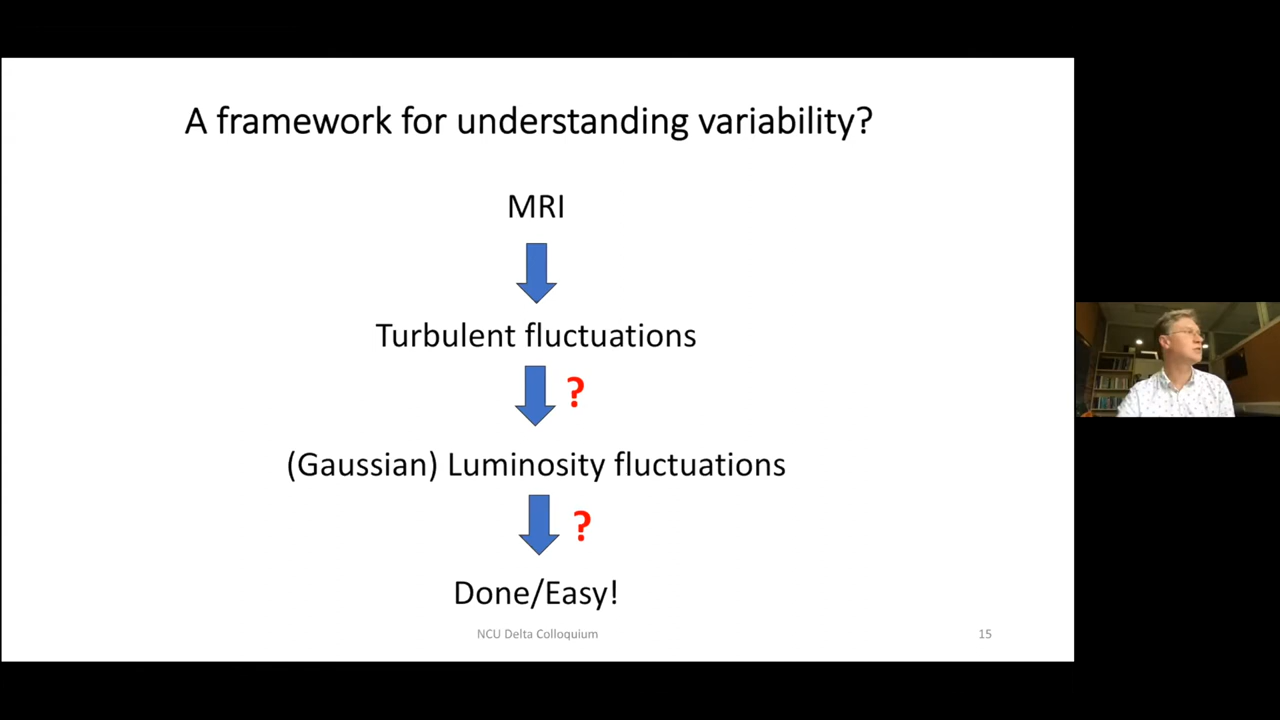 A framework for understanding variability?
MRI
Turbulent fluctuations
?
(Gaussian) Luminosity fluctuations
?
Done/Easy!
NCU Delta Colloquium
15